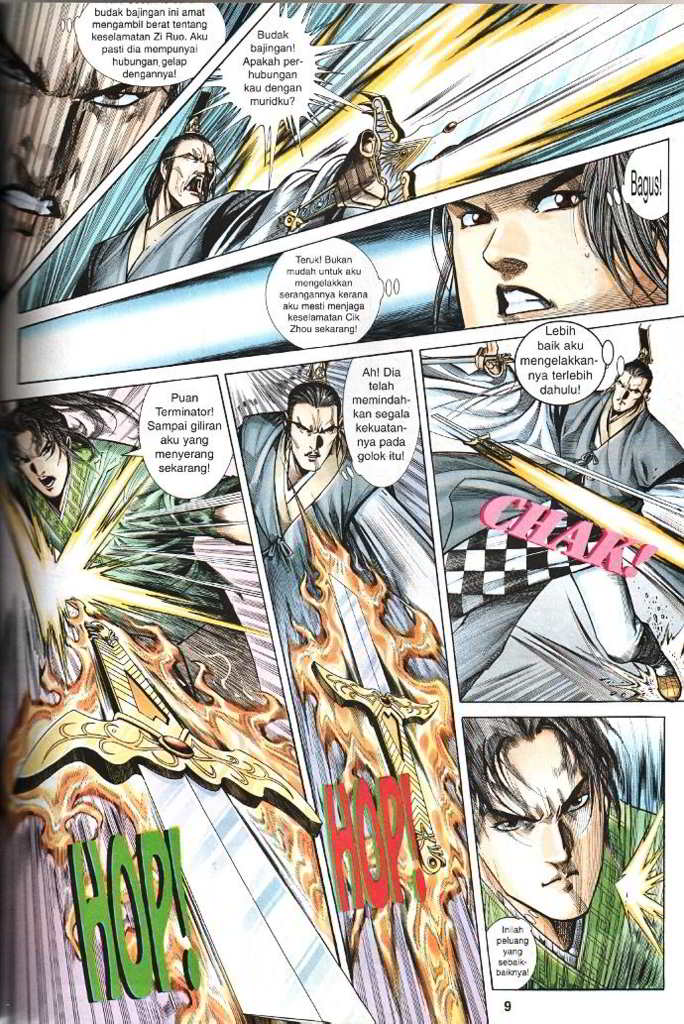 budak bajingan ini amat
mengambil berat tentang
keselamatan Zi Ruo. Aku
pasti dia mempunyai
hubungan gelap
dengannya!
Budak
bajingan!
Apakah per-
hubungan
kau dengan
muridku?
Bagus!
Teruk! Bukan
mudah untuk aku
mengelakkan
serangannya kerana
aku mesti menjaga
keselamatan Cik
Zhou sekarang!
Puan
Terminator!
Sampai giliran
aku yang
menyerang
sekarang!
HOP!
Ah! Dia
telah
memindah-
kan segala
kekuatan-
nya pada
golok itu!
HOP!
Lebih
baik aku
mengelakkan-
nya terlebih
dahulu!
CHAK!
Inilah
peluang
yang
sebaik-
baiknya!
9